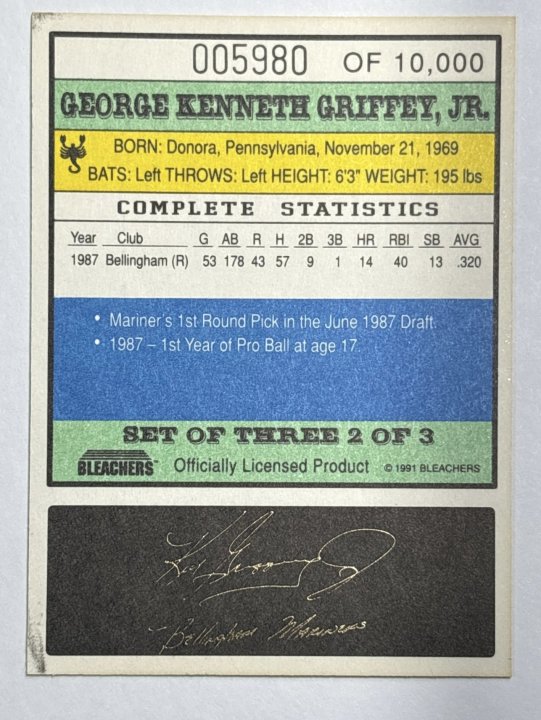 005980 OF 10,000
GEORGE KENNETH GRIFFEY, JR.
BORN: Donora, Pennsylvania, November 21, 1969
BATS: Left THROWS: Left HEIGHT: 6'3" WEIGHT: 195 lbs
COMPLETE STATISTICS
Year Club G AB R H 2B 3B HR RBI SB AVG
1987 Bellingham (R) 53 178 43 57 9 1 14 40 13 .320
• Mariner's 1st Round Pick in the June 1987 Draft.
• 1987 – 1st Year of Pro Ball at age 17.
SET OF THREE 2 OF 3
BLEACHERS™ Officially Licensed Product © 1991 BLEACHERS
Ken Griffey Jr
Bellingham Mariners